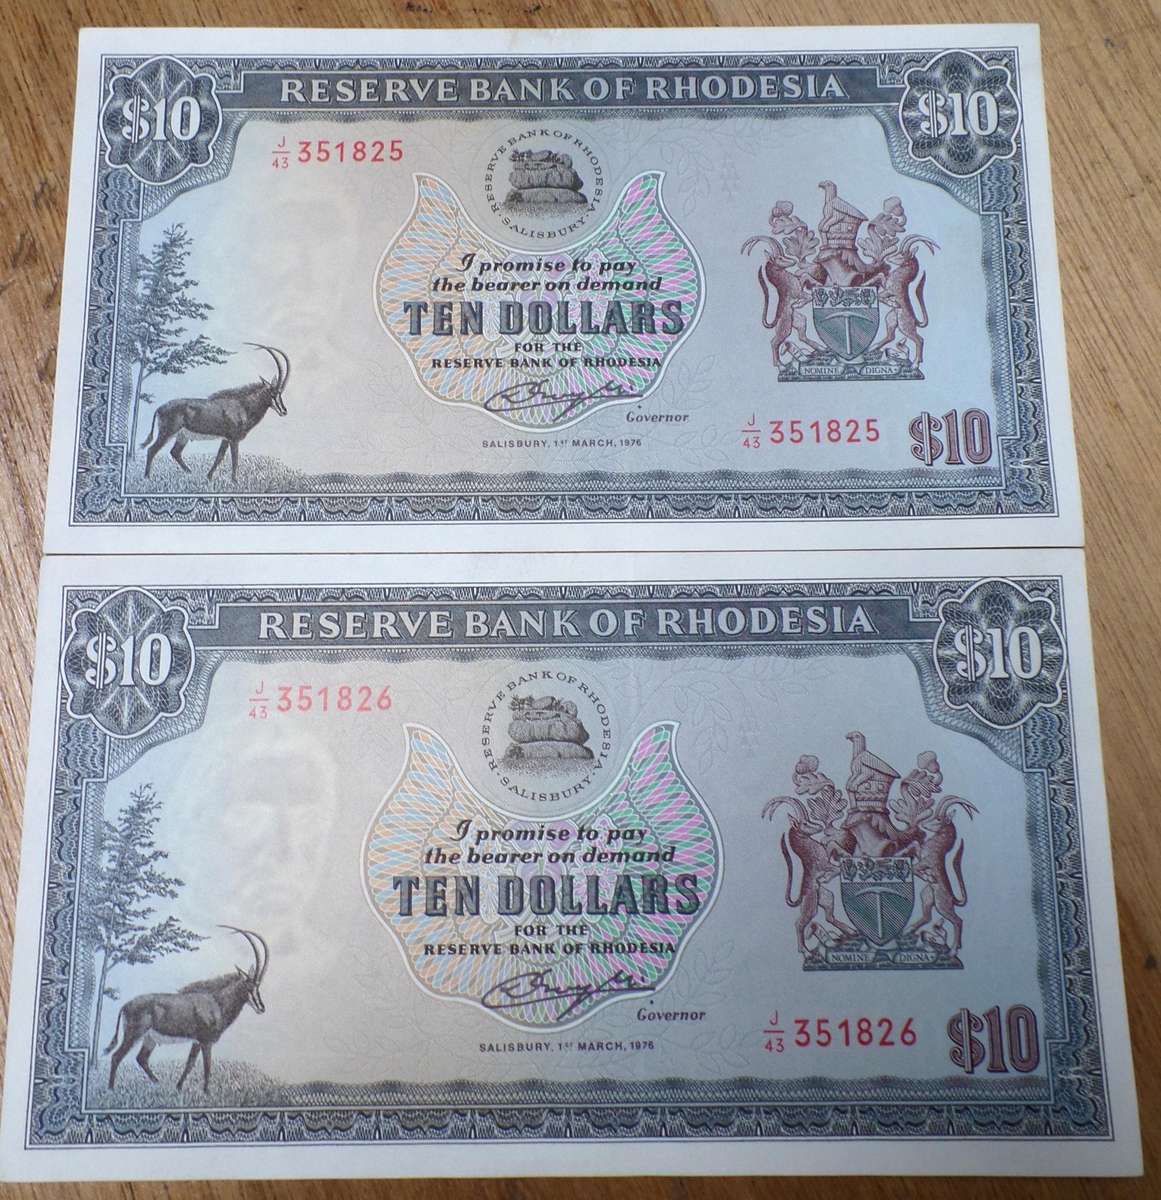 RESERVE BANK OF RHODESIA
$10
$10
J/43 351825
RESERVE BANK OF RHODESIA · SALISBURY ·
I promise to pay
the bearer on demand
TEN DOLLARS
FOR THE
RESERVE BANK OF RHODESIA
Governor
SALISBURY, 1ST MARCH, 1976
NOMINE DIGNA
J/43 351825
$10
RESERVE BANK OF RHODESIA
$10
$10
J/43 351826
RESERVE BANK OF RHODESIA · SALISBURY ·
I promise to pay
the bearer on demand
TEN DOLLARS
FOR THE
RESERVE BANK OF RHODESIA
Governor
SALISBURY, 1ST MARCH, 1976
NOMINE DIGNA
J/43 351826
$10